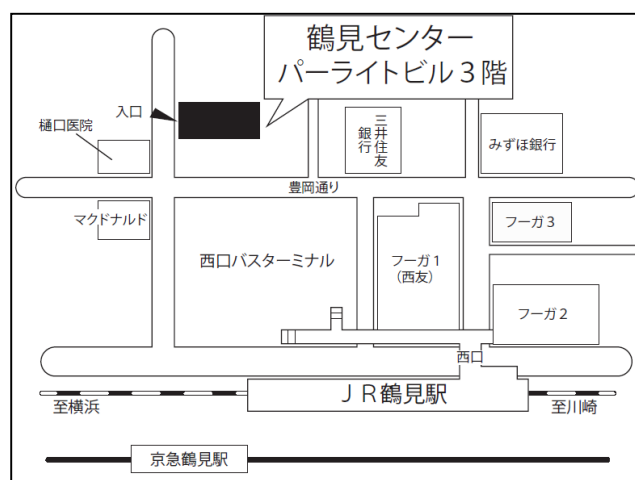 鶴見センター
パーライトビル３階
入口
樋口医院
三井住友
銀行
みずほ銀行
豊岡通り
マクドナルド
フーガ３
西口バスターミナル
フーガ１
（西友）
フーガ２
西口
ＪＲ鶴見駅
至横浜
至川崎
京急鶴見駅